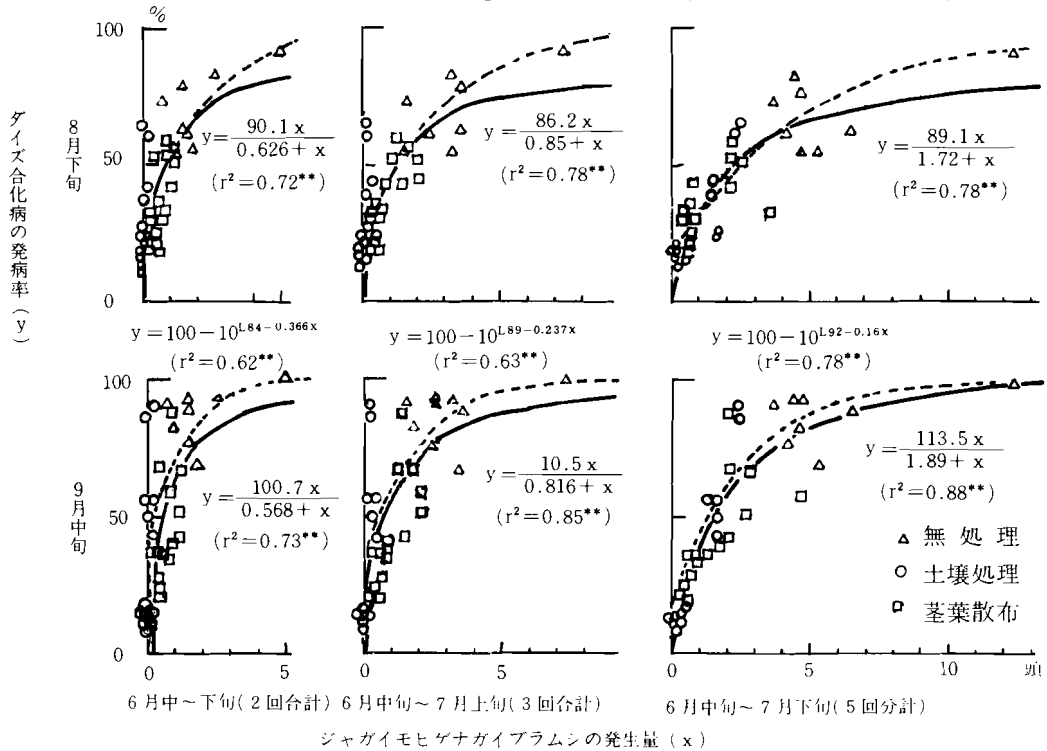 %
100
50
0
8月下旬
ダイズ合化病の発病率(y)
y=90.1x/0.626+x
(r²=0.72**)
y=86.2x/0.85+x
(r²=0.78**)
y=89.1x/1.72+x
(r²=0.78**)
y=100-10^L84-0.366x
(r²=0.62**)
y=100-10^L89-0.237x
(r²=0.63**)
y=100-10^L92-0.16x
(r²=0.78**)
100
50
0
9月中旬
y=100.7x/0.568+x
(r²=0.73**)
y=10.5x/0.816+x
(r²=0.85**)
y=113.5x/1.89+x
(r²=0.88**)
△ 無処理
○ 土壌処理
□ 茎葉散布
0 5 0 0 5 10 頭
6月中~下旬(2回合計) 6月中旬~7月上旬(3回合計) 6月中旬~7月下旬(5回分計)
ジャガイモヒゲナガイブラムシの発生量(x)